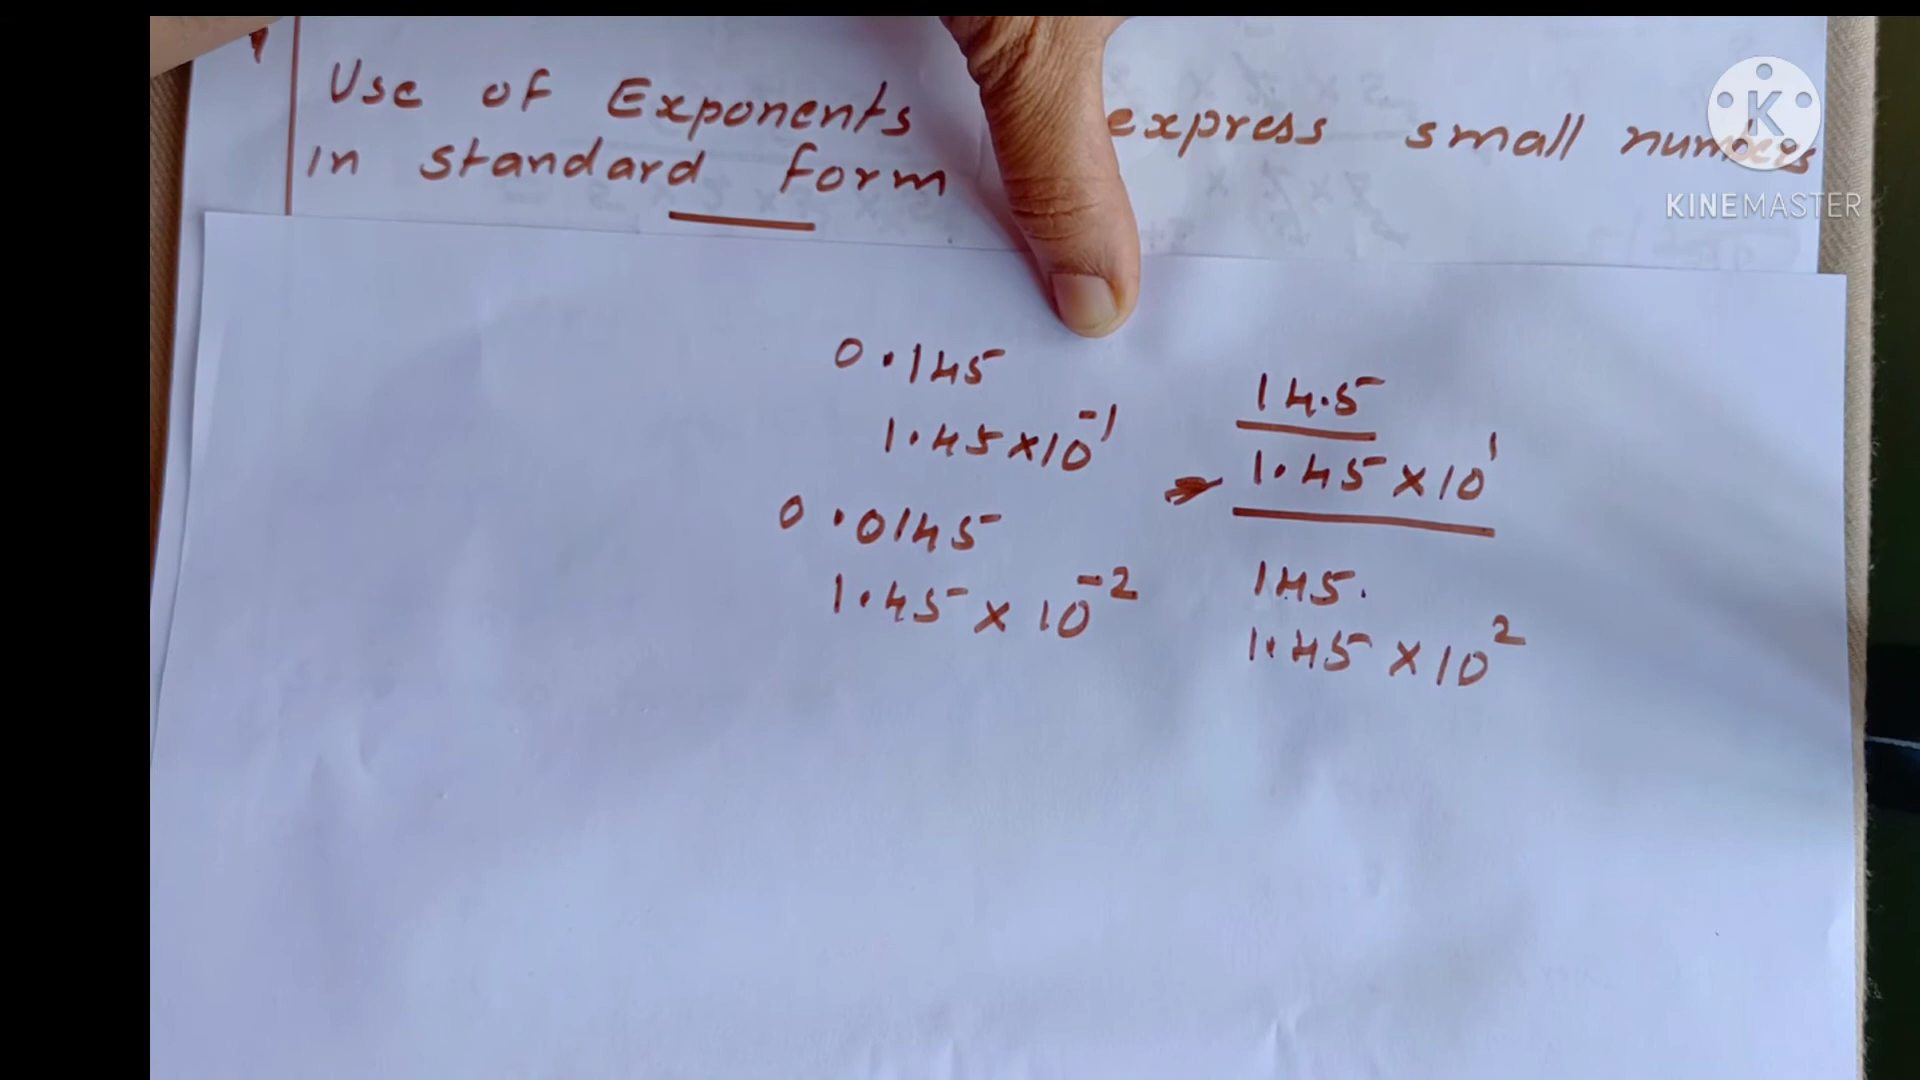 Use of Exponents express small numbers
in standard form
0.145
1.45×10⁻¹
0.0145
1.45 × 10⁻²
14.5
1.45 × 10¹
145.
1.45 × 10²
KINEMASTER